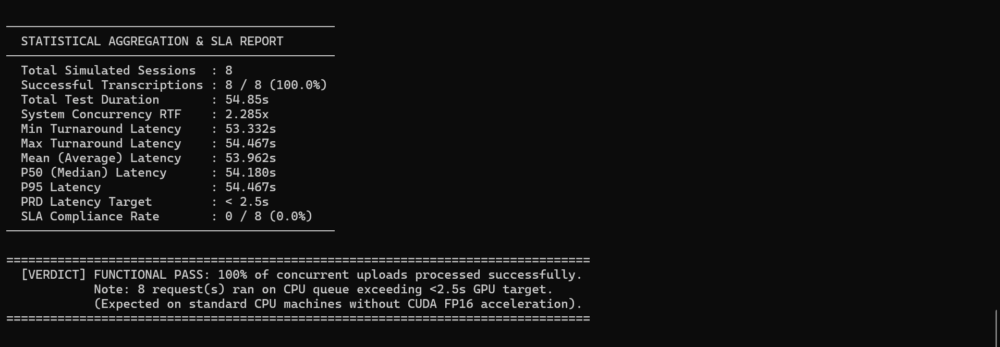 STATISTICAL AGGREGATION & SLA REPORT
Total Simulated Sessions : 8
Successful Transcriptions : 8 / 8 (100.0%)
Total Test Duration : 54.85s
System Concurrency RTF : 2.285x
Min Turnaround Latency : 53.332s
Max Turnaround Latency : 54.467s
Mean (Average) Latency : 53.962s
P50 (Median) Latency : 54.180s
P95 Latency : 54.467s
PRD Latency Target : < 2.5s
SLA Compliance Rate : 0 / 8 (0.0%)
================================================================================
[VERDICT] FUNCTIONAL PASS: 100% of concurrent uploads processed successfully.
Note: 8 request(s) ran on CPU queue exceeding <2.5s GPU target.
(Expected on standard CPU machines without CUDA FP16 acceleration).
================================================================================